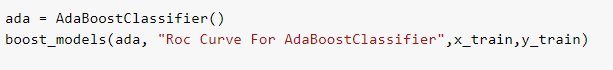 ada = AdaBoostClassifier()
boost_models(ada, "Roc Curve For AdaBoostClassifier",x_train,y_train)